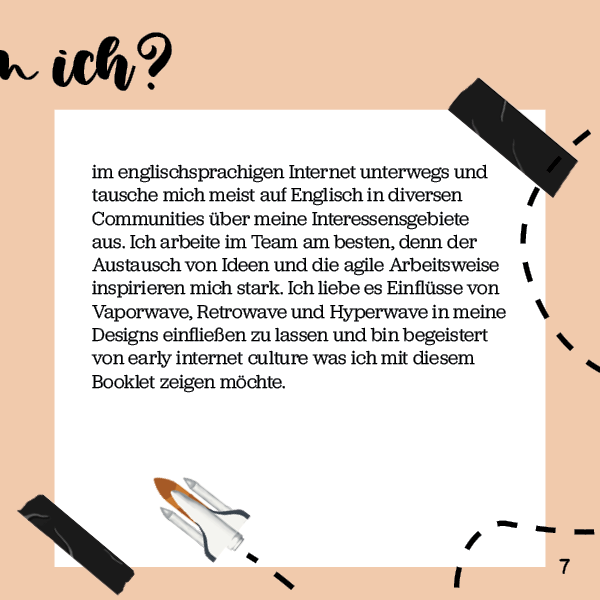 n ich?
im englischsprachigen Internet unterwegs und
tausche mich meist auf Englisch in diversen
Communities über meine Interessensgebiete
aus. Ich arbeite im Team am besten, denn der
Austausch von Ideen und die agile Arbeitsweise
inspirieren mich stark. Ich liebe es Einflüsse von
Vaporwave, Retrowave und Hyperwave in meine
Designs einfließen zu lassen und bin begeistert
von early internet culture was ich mit diesem
Booklet zeigen möchte.
7